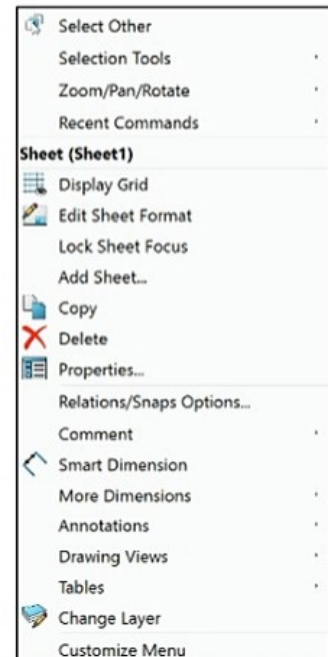 Select Other
Selection Tools
Zoom/Pan/Rotate
Recent Commands
Sheet (Sheet1)
Display Grid
Edit Sheet Format
Lock Sheet Focus
Add Sheet...
Copy
Delete
Properties...
Relations/Snaps Options...
Comment
Smart Dimension
More Dimensions
Annotations
Drawing Views
Tables
Change Layer
Customize Menu